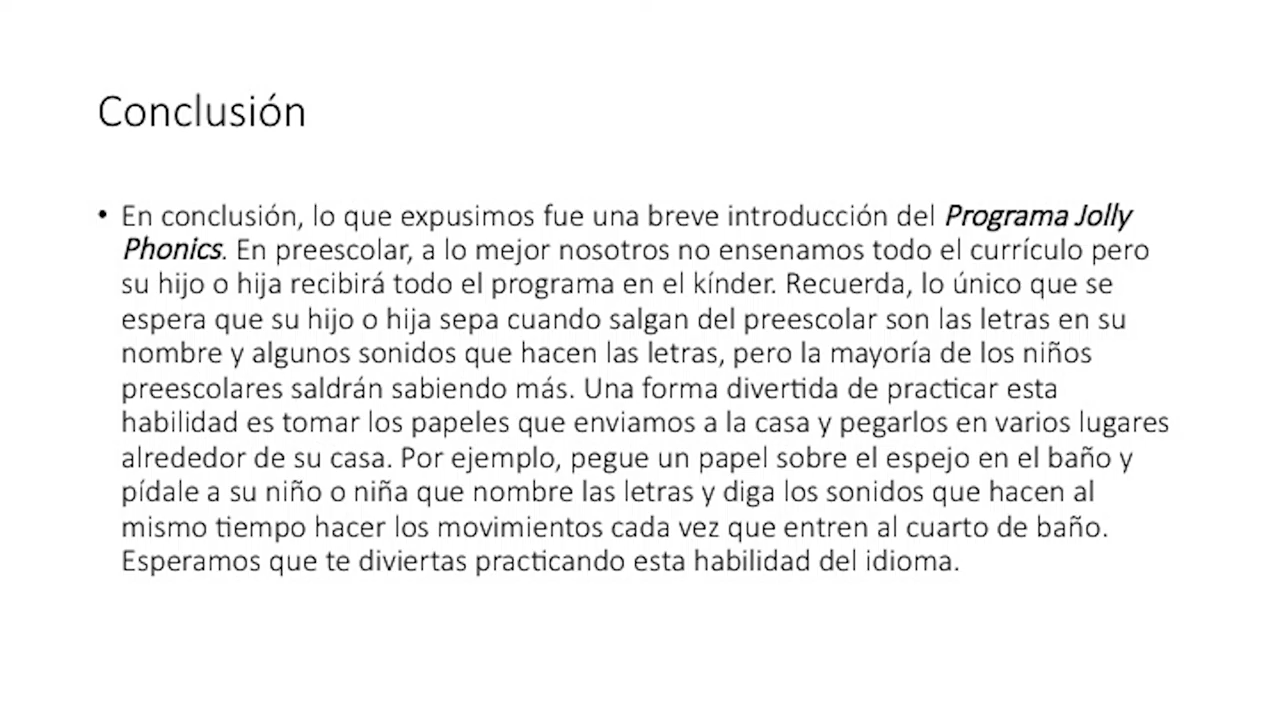 Conclusión
• En conclusión, lo que expusimos fue una breve introducción del Programa Jolly
Phonics. En preescolar, a lo mejor nosotros no ensenamos todo el currículo pero
su hijo o hija recibirá todo el programa en el kínder. Recuerda, lo único que se
espera que su hijo o hija sepa cuando salgan del preescolar son las letras en su
nombre y algunos sonidos que hacen las letras, pero la mayoría de los niños
preescolares saldrán sabiendo más. Una forma divertida de practicar esta
habilidad es tomar los papeles que enviamos a la casa y pegarlos en varios lugares
alrededor de su casa. Por ejemplo, pegue un papel sobre el espejo en el baño y
pídale a su niño o niña que nombre las letras y diga los sonidos que hacen al
mismo tiempo hacer los movimientos cada vez que entren al cuarto de baño.
Esperamos que te diviertas practicando esta habilidad del idioma.